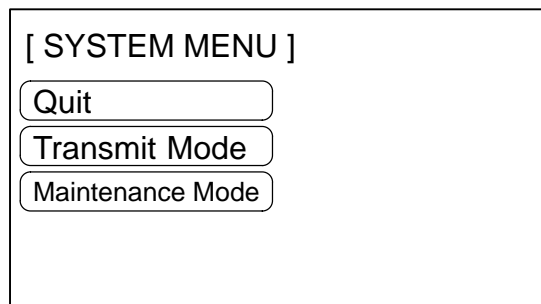 [ SYSTEM MENU ]
Quit
Transmit Mode
Maintenance Mode